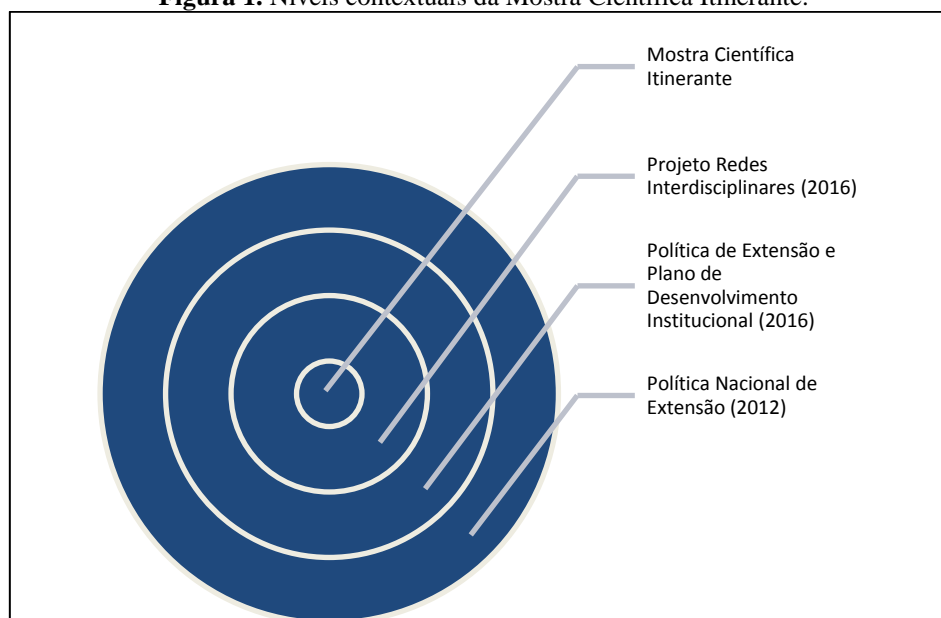 Figura 1. Níveis contextuais da Mostra Científica Itinerante.
Mostra Científica
Itinerante
Projeto Redes
Interdisciplinares (2016)
Política de Extensão e
Plano de
Desenvolvimento
Institucional (2016)
Política Nacional de
Extensão (2012)